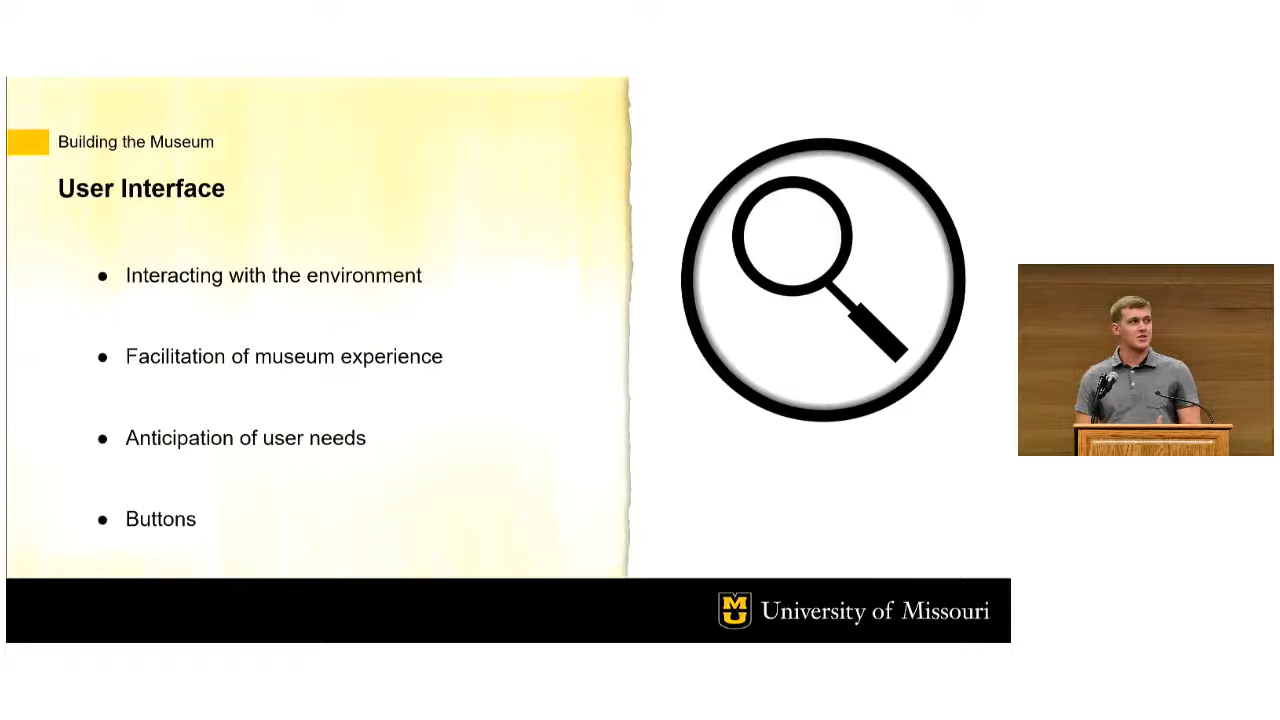 Building the Museum
User Interface
● Interacting with the environment
● Facilitation of museum experience
● Anticipation of user needs
● Buttons
MU University of Missouri